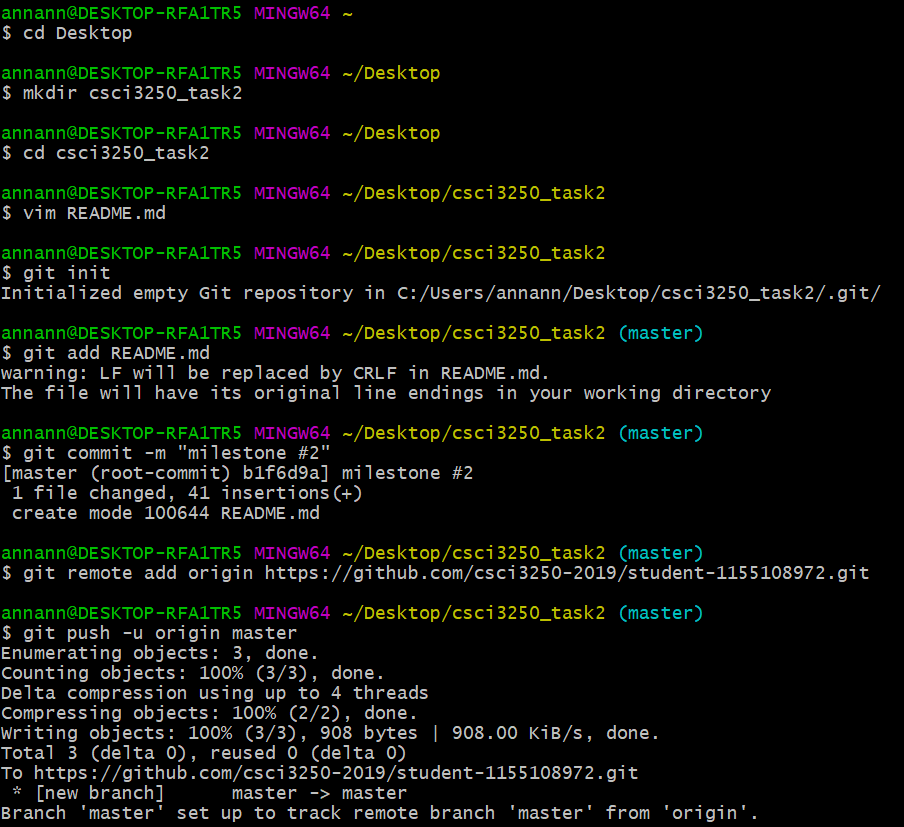 annann@DESKTOP-RFA1TR5 MINGW64 ~
$ cd Desktop
annann@DESKTOP-RFA1TR5 MINGW64 ~/Desktop
$ mkdir csci3250_task2
annann@DESKTOP-RFA1TR5 MINGW64 ~/Desktop
$ cd csci3250_task2
annann@DESKTOP-RFA1TR5 MINGW64 ~/Desktop/csci3250_task2
$ vim README.md
annann@DESKTOP-RFA1TR5 MINGW64 ~/Desktop/csci3250_task2
$ git init
Initialized empty Git repository in C:/Users/annann/Desktop/csci3250_task2/.git/
annann@DESKTOP-RFA1TR5 MINGW64 ~/Desktop/csci3250_task2 (master)
$ git add README.md
warning: LF will be replaced by CRLF in README.md.
The file will have its original line endings in your working directory
annann@DESKTOP-RFA1TR5 MINGW64 ~/Desktop/csci3250_task2 (master)
$ git commit -m "milestone #2"
[master (root-commit) b1f6d9a] milestone #2
 1 file changed, 41 insertions(+)
 create mode 100644 README.md
annann@DESKTOP-RFA1TR5 MINGW64 ~/Desktop/csci3250_task2 (master)
$ git remote add origin https://github.com/csci3250-2019/student-1155108972.git
annann@DESKTOP-RFA1TR5 MINGW64 ~/Desktop/csci3250_task2 (master)
$ git push -u origin master
Enumerating objects: 3, done.
Counting objects: 100% (3/3), done.
Delta compression using up to 4 threads
Compressing objects: 100% (2/2), done.
Writing objects: 100% (3/3), 908 bytes | 908.00 KiB/s, done.
Total 3 (delta 0), reused 0 (delta 0)
To https://github.com/csci3250-2019/student-1155108972.git
 * [new branch]      master -> master
Branch 'master' set up to track remote branch 'master' from 'origin'.